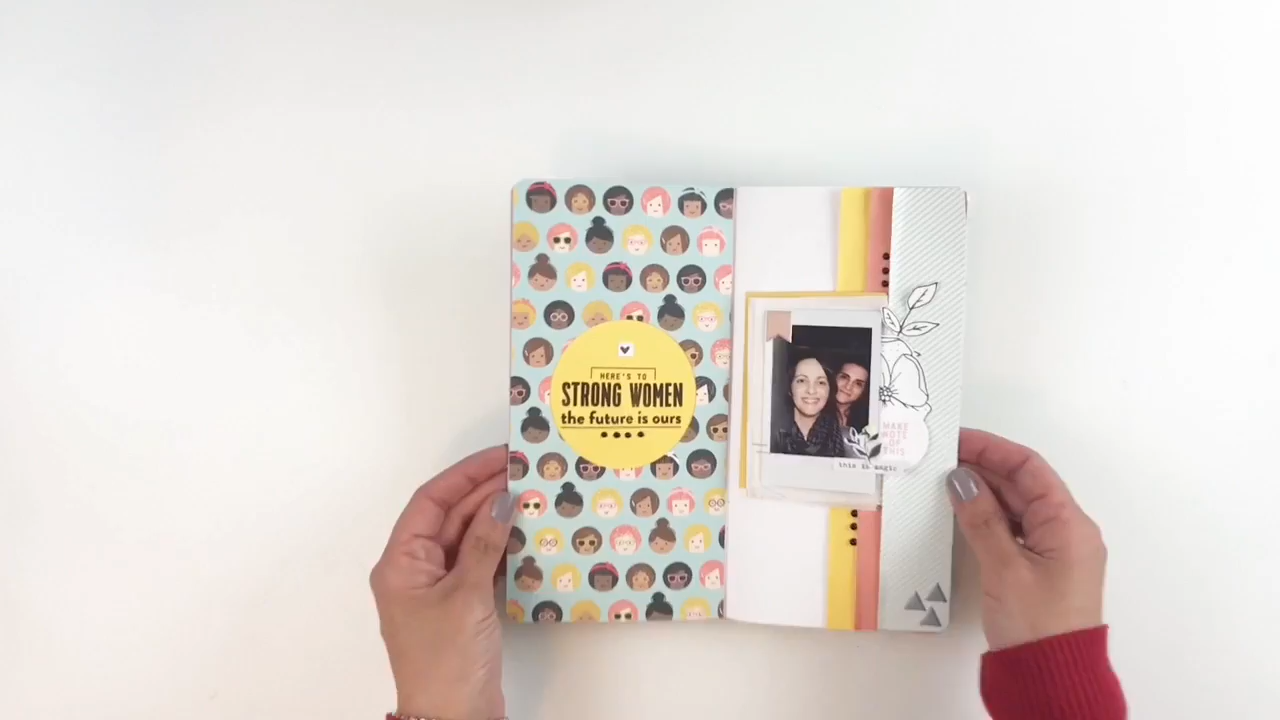 HERE'S TO
STRONG WOMEN
the future is ours
MAKE
NOTE
OF
THIS
this is magic